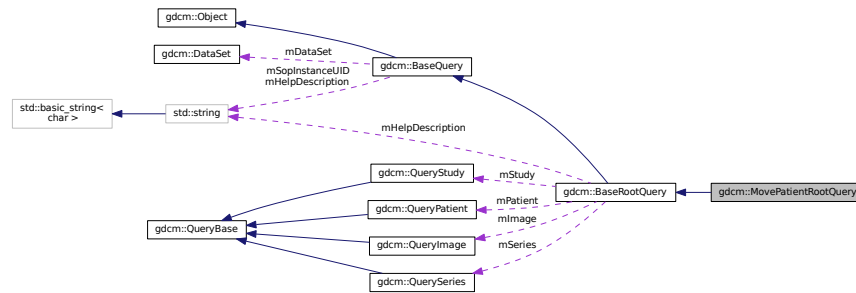 gdcm::Object
gdcm::DataSet
mDataSet
gdcm::BaseQuery
mSopInstanceUID
mHelpDescription
std::basic_string<
char >
std::string
mHelpDescription
gdcm::QueryStudy
mStudy
gdcm::BaseRootQuery
gdcm::MovePatientRootQuery
mPatient
gdcm::QueryPatient
mImage
gdcm::QueryBase
gdcm::QueryImage
mSeries
gdcm::QuerySeries